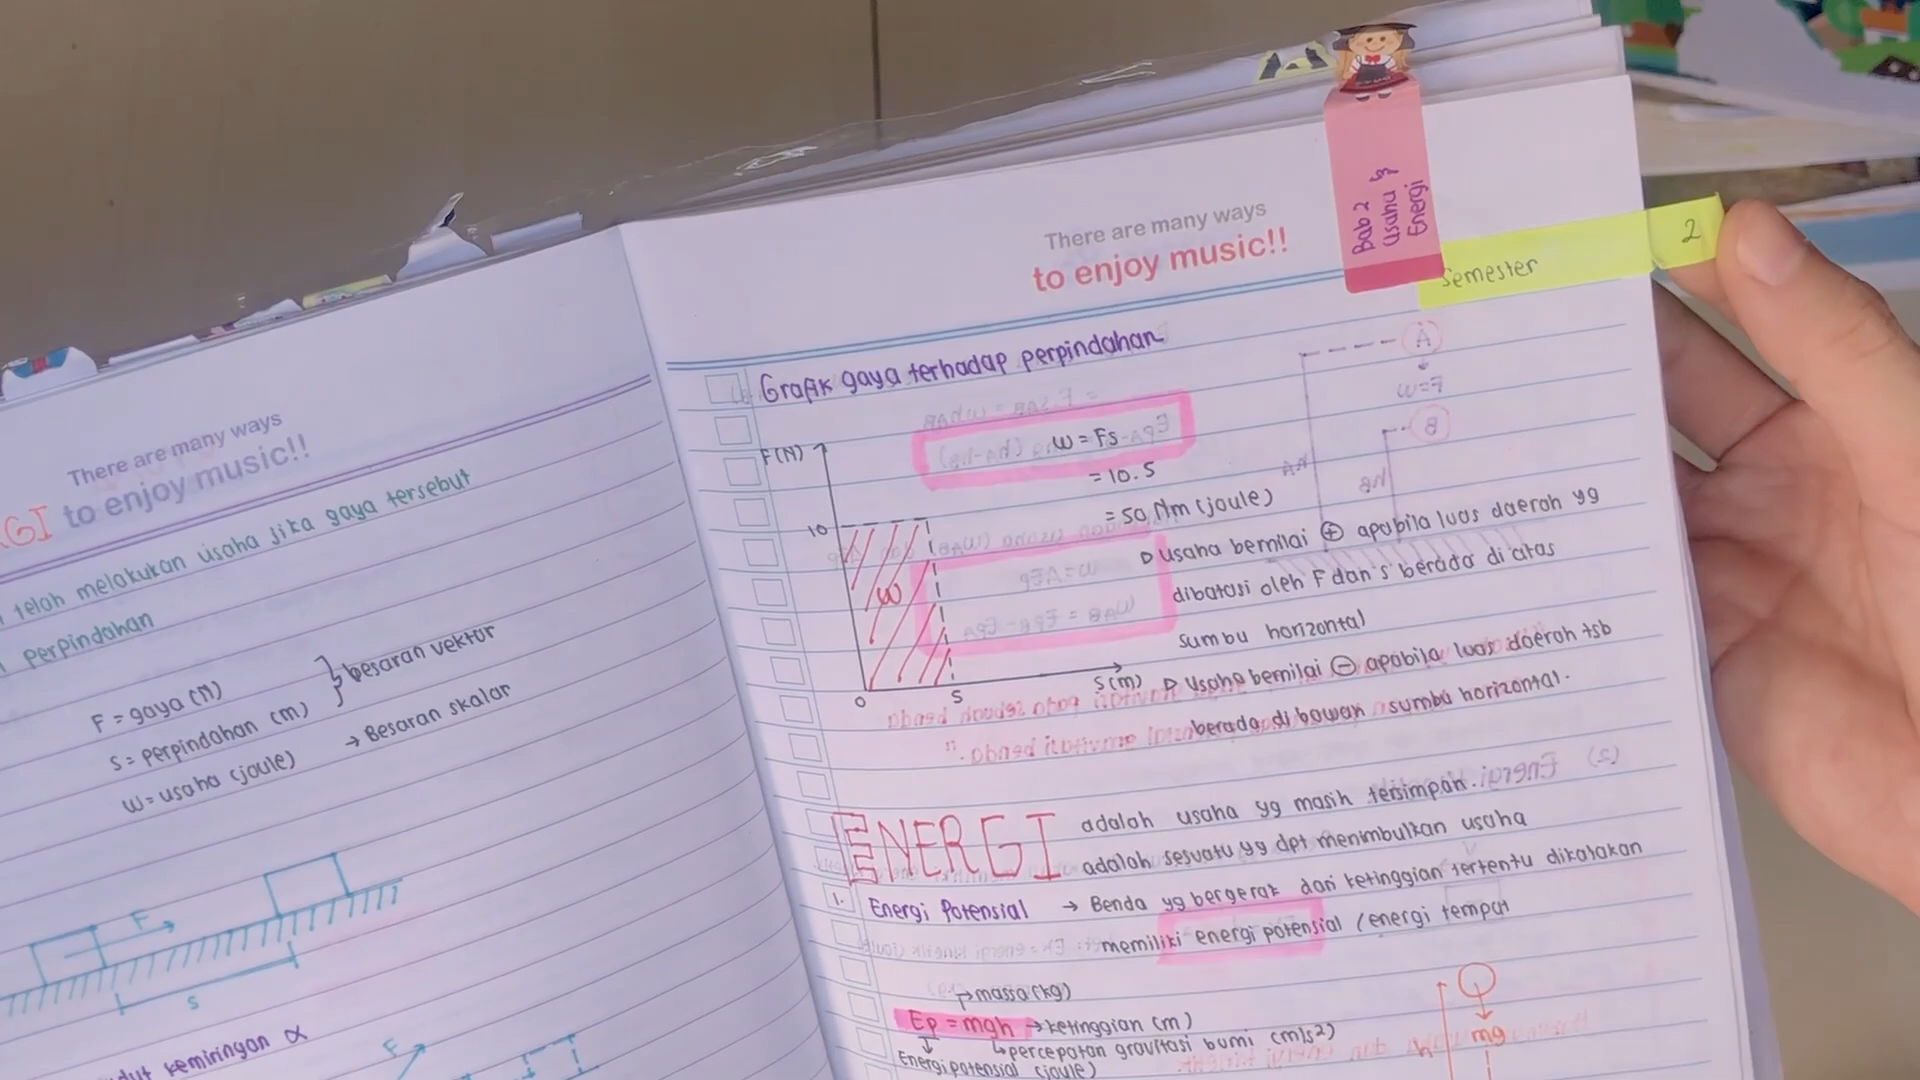 There are many ways
to enjoy music!!
GI
telah melakukan usaha jika gaya tersebut
perpindahan
F = gaya (N)
S = perpindahan (m)
} besaran vektor
W = usaha (joule) → Besaran skalar
F
S
kemiringan α
F
Bab 2
Usaha &
Energi
Semester
2
There are many ways
to enjoy music!!
Grafik gaya terhadap perpindahan
F(N)
10
W
0
5
S(m)
W = Fs
= 10.5
= 50 Nm (joule)
▷ Usaha bernilai ⊕ apabila luas daerah yg
dibatasi oleh F dan s berada di atas
sumbu horizontal
▷ Usaha bernilai ⊖ apabila luas daerah tsb
berada di bawah sumbu horizontal.
ENERGI
adalah usaha yg masih tersimpan.
adalah sesuatu yg dpt menimbulkan usaha
1. Energi Potensial → Benda yg bergerak dari ketinggian tertentu dikatakan
memiliki energi potensial (energi tempat
massa (kg)
Ep = mgh → ketinggian (m)
percepatan gravitasi bumi (m/s2)
Energi potensial (joule)
mg
h